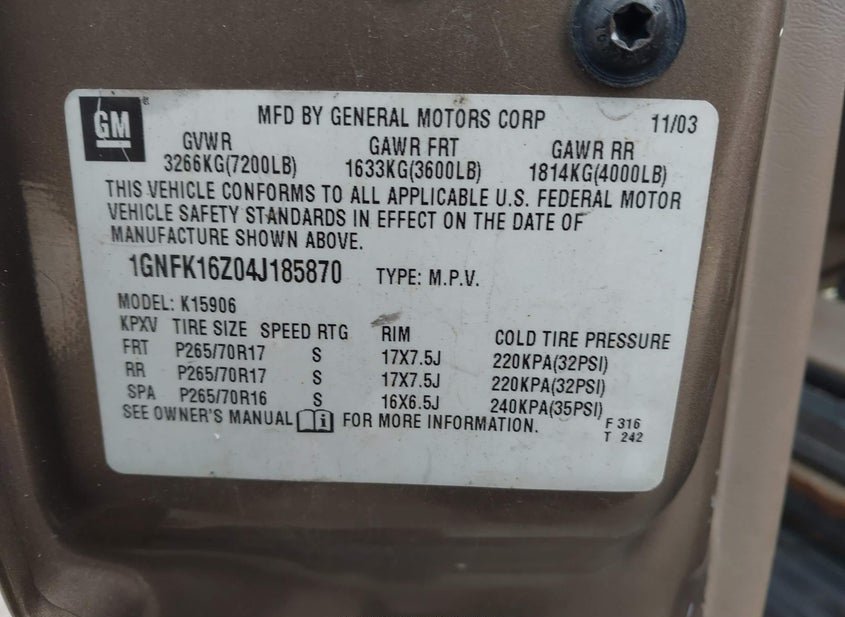 GM
MFD BY GENERAL MOTORS CORP 11/03
GVWR GAWR FRT GAWR RR
3266KG(7200LB) 1633KG(3600LB) 1814KG(4000LB)
THIS VEHICLE CONFORMS TO ALL APPLICABLE U.S. FEDERAL MOTOR
VEHICLE SAFETY STANDARDS IN EFFECT ON THE DATE OF
MANUFACTURE SHOWN ABOVE.
1GNFK16Z04J185870 TYPE: M.P.V.
MODEL: K15906
KPXV TIRE SIZE SPEED RTG RIM COLD TIRE PRESSURE
FRT P265/70R17 S 17X7.5J 220KPA(32PSI)
RR P265/70R17 S 17X7.5J 220KPA(32PSI)
SPA P265/70R16 S 16X6.5J 240KPA(35PSI)
SEE OWNER'S MANUAL FOR MORE INFORMATION. F 316
T 242